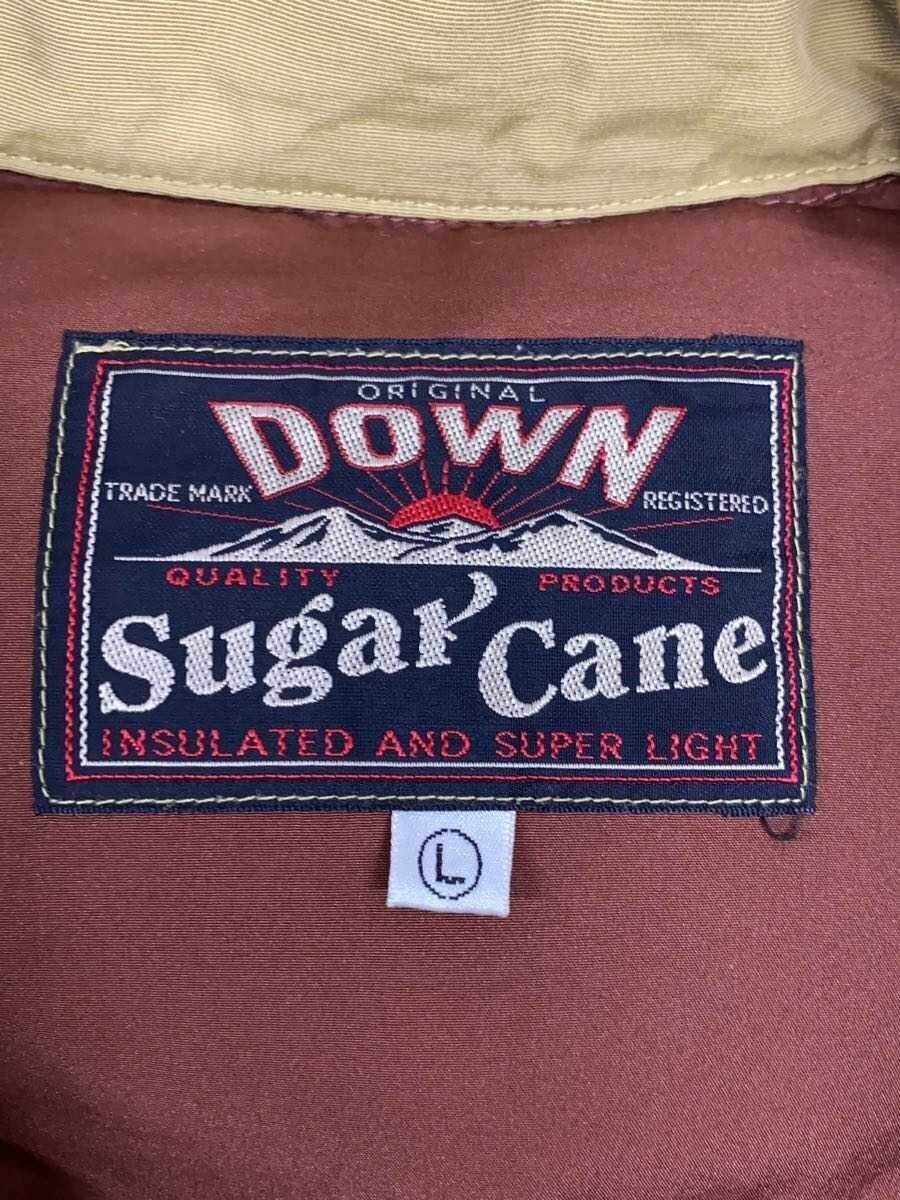 ORIGINAL
DOWN
TRADE MARK
REGISTERED
QUALITY PRODUCTS
Sugar Cane
INSULATED AND SUPER LIGHT
L